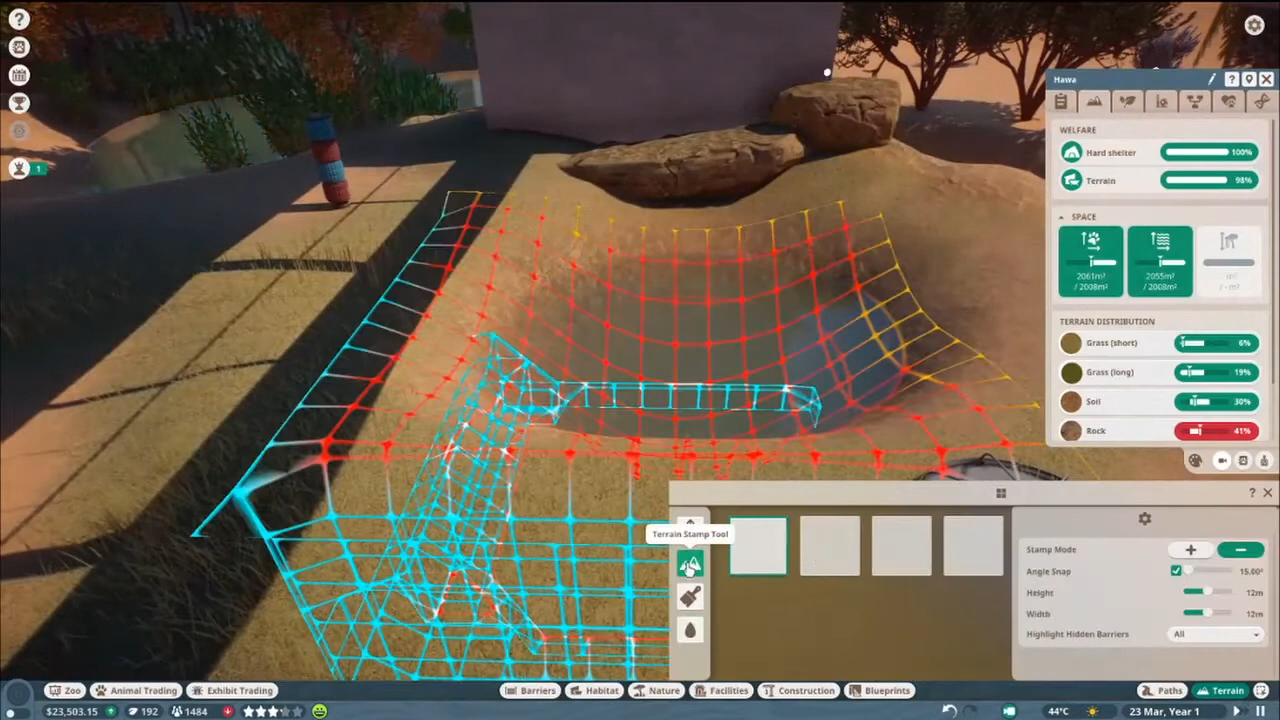 ?
1
Hawa
?
WELFARE
Hard shelter 100%
Terrain 98%
SPACE
2061m² / 2008m²
2055m² / 2008m²
m² / - m²
TERRAIN DISTRIBUTION
Grass (short) 6%
Grass (long) 19%
Soil 30%
Rock 41%
?
Terrain Stamp Tool
Stamp Mode + −
Angle Snap 15.00°
Height 12m
Width 12m
Highlight Hidden Barriers All
Zoo Animal Trading Exhibit Trading Barriers Habitat Nature Facilities Construction Blueprints Paths Terrain
$23,503.15 192 1484 44°C 23 Mar, Year 1